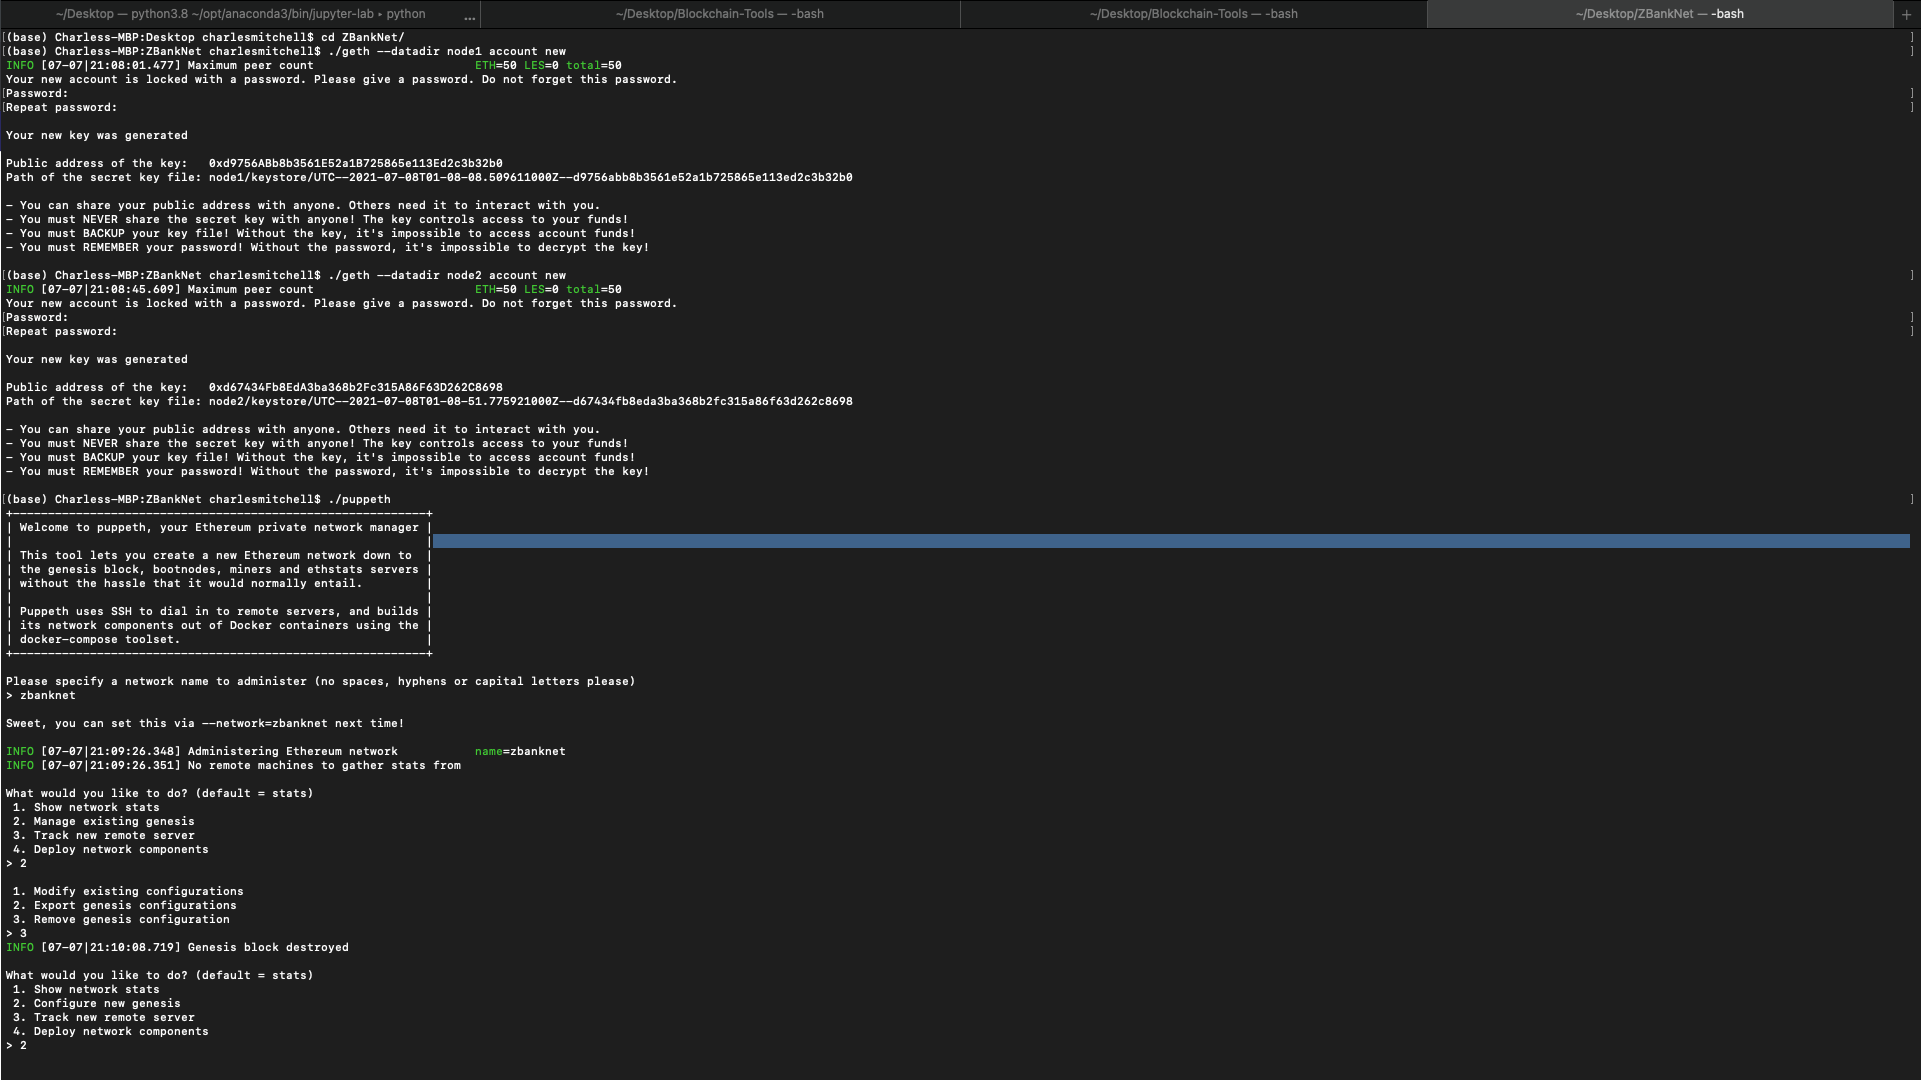 ~/Desktop — python3.8 ~/opt/anaconda3/bin/jupyter-lab ▸ python ... ~/Desktop/Blockchain-Tools — -bash ~/Desktop/Blockchain-Tools — -bash ~/Desktop/ZBankNet — -bash +
[(base) Charless-MBP:Desktop charlesmitchell$ cd ZBankNet/ ]
[(base) Charless-MBP:ZBankNet charlesmitchell$ ./geth --datadir node1 account new ]
INFO [07-07|21:08:01.477] Maximum peer count ETH=50 LES=0 total=50
Your new account is locked with a password. Please give a password. Do not forget this password.
[Password: ]
[Repeat password: ]
Your new key was generated
Public address of the key: 0xd9756ABb8b3561E52a1B725865e113Ed2c3b32b0
Path of the secret key file: node1/keystore/UTC--2021-07-08T01-08-08.509611000Z--d9756abb8b3561e52a1b725865e113ed2c3b32b0
- You can share your public address with anyone. Others need it to interact with you.
- You must NEVER share the secret key with anyone! The key controls access to your funds!
- You must BACKUP your key file! Without the key, it's impossible to access account funds!
- You must REMEMBER your password! Without the password, it's impossible to decrypt the key!
[(base) Charless-MBP:ZBankNet charlesmitchell$ ./geth --datadir node2 account new ]
INFO [07-07|21:08:45.609] Maximum peer count ETH=50 LES=0 total=50
Your new account is locked with a password. Please give a password. Do not forget this password.
[Password: ]
[Repeat password: ]
Your new key was generated
Public address of the key: 0xd67434Fb8EdA3ba368b2Fc315A86F63D262C8698
Path of the secret key file: node2/keystore/UTC--2021-07-08T01-08-51.775921000Z--d67434fb8eda3ba368b2fc315a86f63d262c8698
- You can share your public address with anyone. Others need it to interact with you.
- You must NEVER share the secret key with anyone! The key controls access to your funds!
- You must BACKUP your key file! Without the key, it's impossible to access account funds!
- You must REMEMBER your password! Without the password, it's impossible to decrypt the key!
[(base) Charless-MBP:ZBankNet charlesmitchell$ ./puppeth ]
+-----------------------------------------------------------+
| Welcome to puppeth, your Ethereum private network manager |
| |
| This tool lets you create a new Ethereum network down to |
| the genesis block, bootnodes, miners and ethstats servers |
| without the hassle that it would normally entail. |
| |
| Puppeth uses SSH to dial in to remote servers, and builds |
| its network components out of Docker containers using the |
| docker-compose toolset. |
+-----------------------------------------------------------+
Please specify a network name to administer (no spaces, hyphens or capital letters please)
> zbanknet
Sweet, you can set this via --network=zbanknet next time!
INFO [07-07|21:09:26.348] Administering Ethereum network name=zbanknet
INFO [07-07|21:09:26.351] No remote machines to gather stats from
What would you like to do? (default = stats)
1. Show network stats
2. Manage existing genesis
3. Track new remote server
4. Deploy network components
> 2
1. Modify existing configurations
2. Export genesis configurations
3. Remove genesis configuration
> 3
INFO [07-07|21:10:08.719] Genesis block destroyed
What would you like to do? (default = stats)
1. Show network stats
2. Configure new genesis
3. Track new remote server
4. Deploy network components
> 2